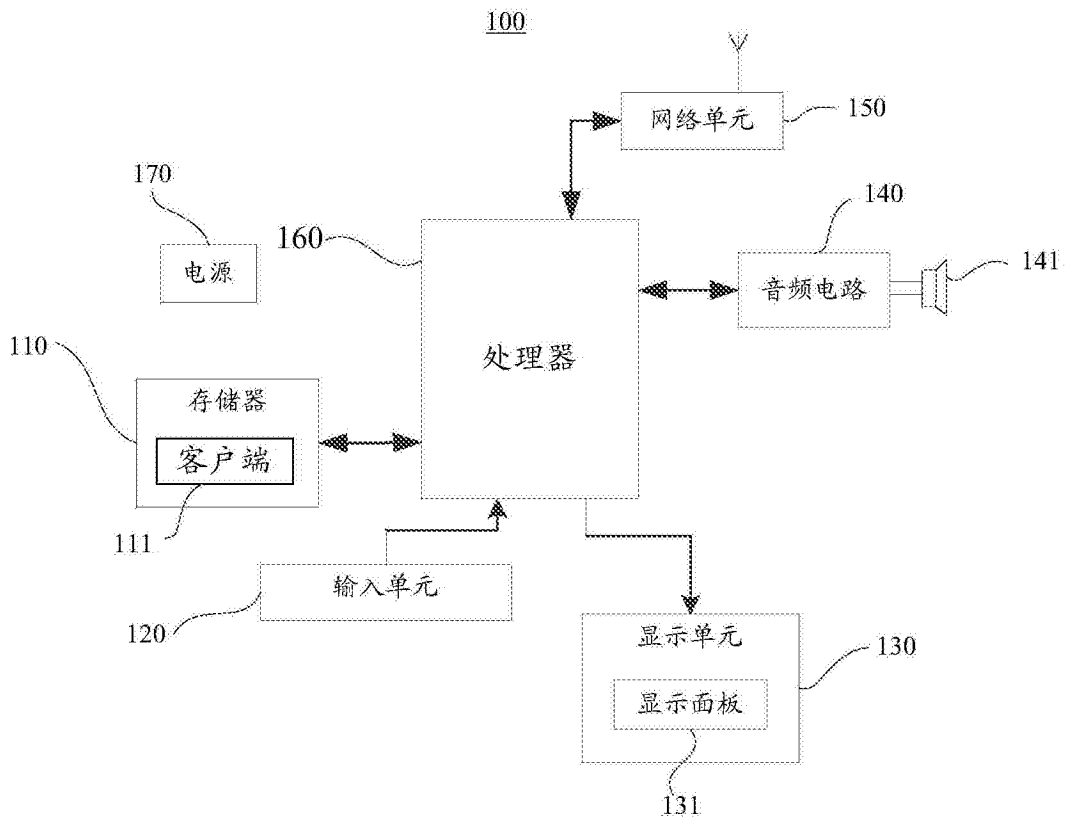 100
网络单元
150
170
电源
160
140
音频电路
141
处理器
110
存储器
客户端
111
输入单元
120
显示单元
130
显示面板
131